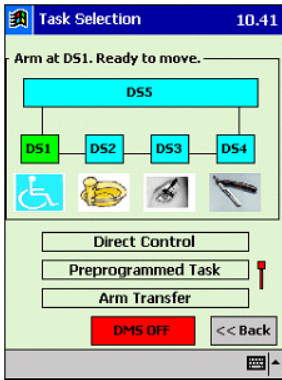 Task Selection 10.41
Arm at DS1. Ready to move.
DS5
DS1 DS2 DS3 DS4
Direct Control
Preprogrammed Task
Arm Transfer
DMS OFF << Back